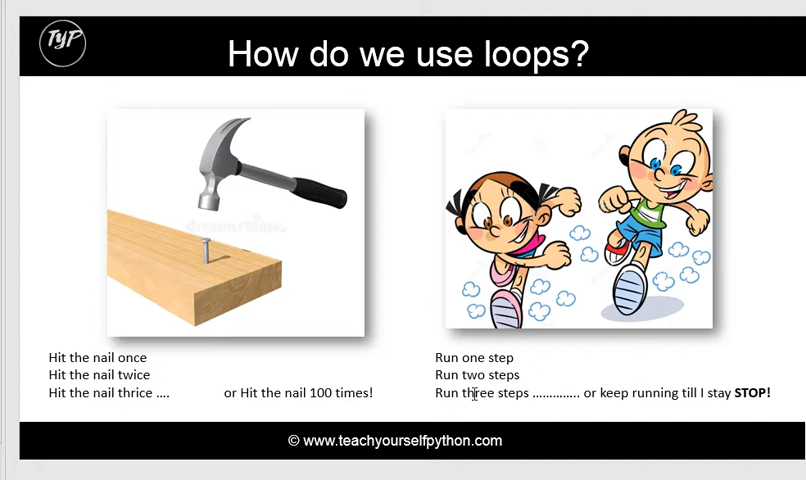 TYP
How do we use loops?
dreamstime
Hit the nail once
Hit the nail twice
Hit the nail thrice .... or Hit the nail 100 times!
Run one step
Run two steps
Run three steps .............. or keep running till I stay STOP!
© www.teachyourselfpython.com